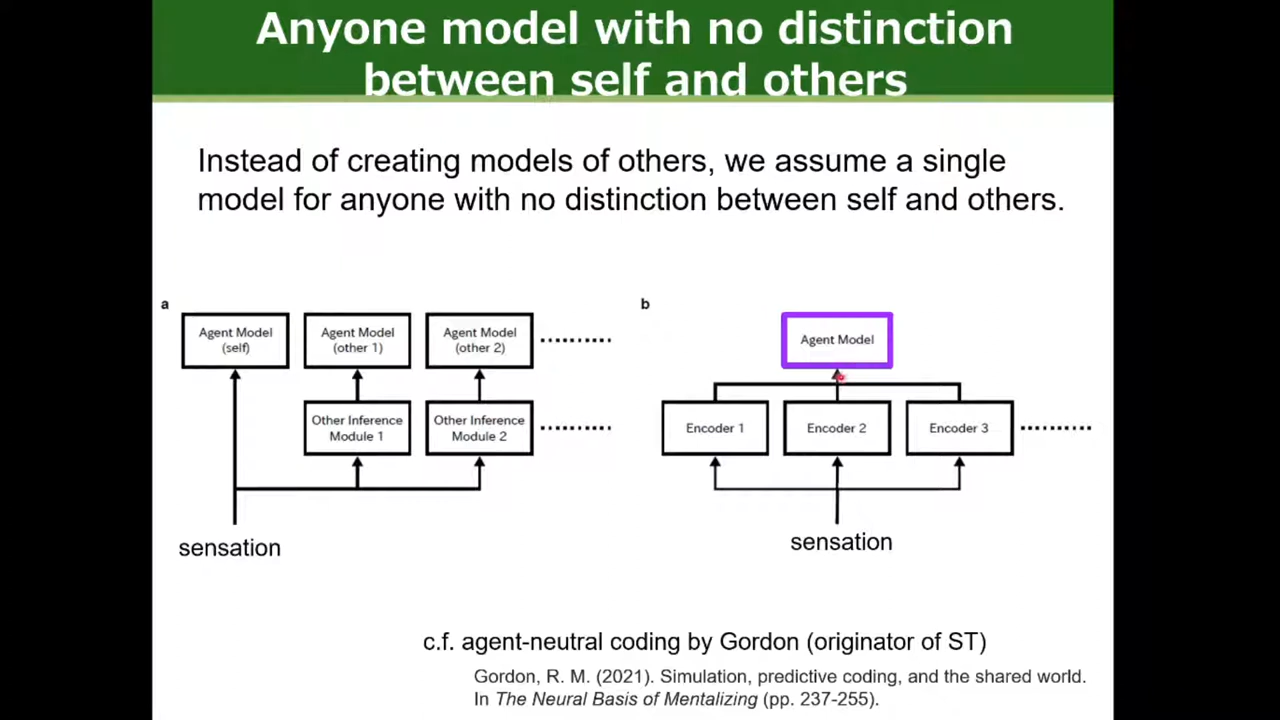 Anyone model with no distinction
between self and others
Instead of creating models of others, we assume a single
model for anyone with no distinction between self and others.
a
Agent Model
(self)
Agent Model
(other 1)
Agent Model
(other 2)
Other Inference
Module 1
Other Inference
Module 2
sensation
b
Agent Model
Encoder 1
Encoder 2
Encoder 3
sensation
c.f. agent-neutral coding by Gordon (originator of ST)
Gordon, R. M. (2021). Simulation, predictive coding, and the shared world.
In The Neural Basis of Mentalizing (pp. 237-255).